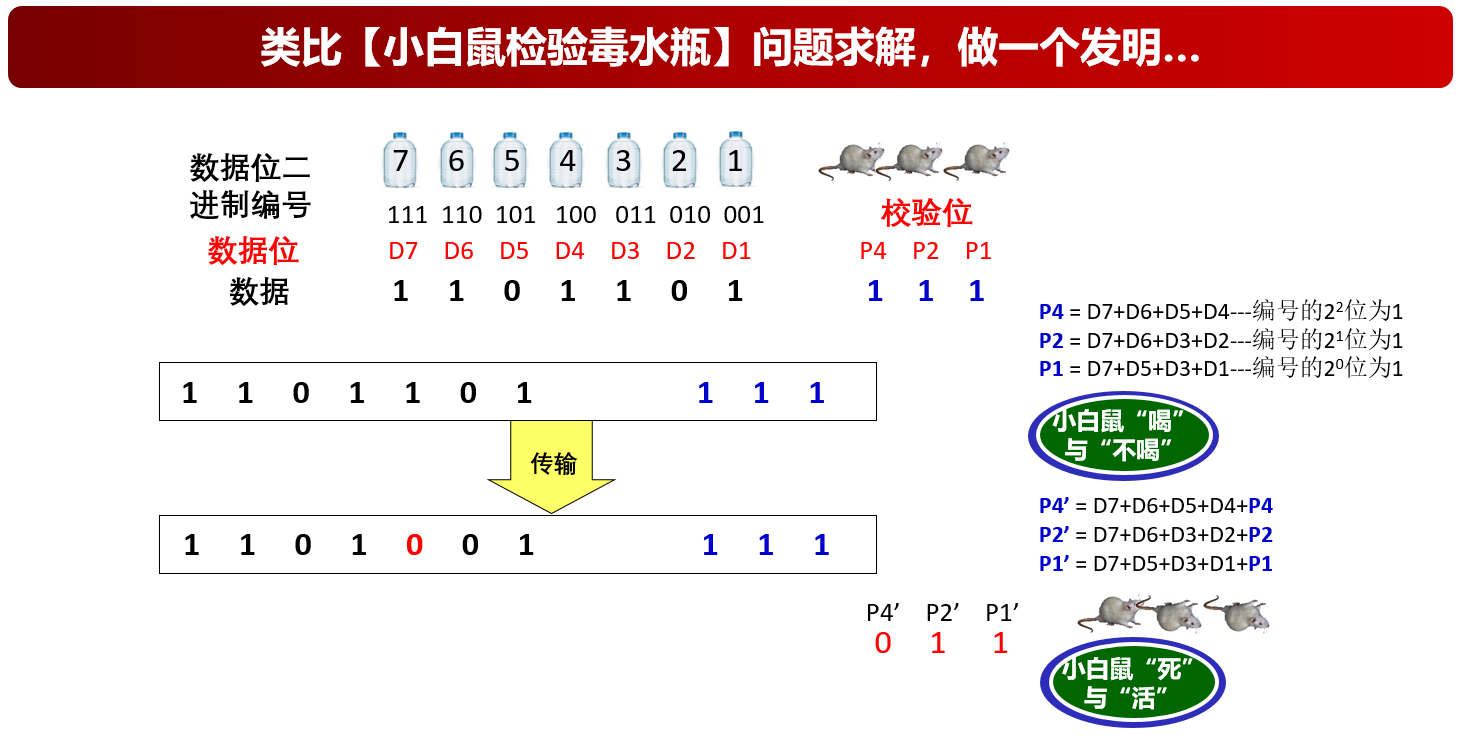 类比【小白鼠检验毒水瓶】问题求解，做一个发明…
数据位二
进制编号
7 6 5 4 3 2 1
111 110 101 100 011 010 001
校验位
数据位 D7 D6 D5 D4 D3 D2 D1 P4 P2 P1
数据 1 1 0 1 1 0 1 1 1 1
P4 = D7+D6+D5+D4---编号的2²位为1
P2 = D7+D6+D3+D2---编号的2¹位为1
P1 = D7+D5+D3+D1---编号的2⁰位为1
1 1 0 1 1 0 1 1 1 1
小白鼠“喝”
与“不喝”
传输
P4’ = D7+D6+D5+D4+P4
P2’ = D7+D6+D3+D2+P2
P1’ = D7+D5+D3+D1+P1
1 1 0 1 0 0 1 1 1 1
P4’ P2’ P1’
0 1 1
小白鼠“死”
与“活”